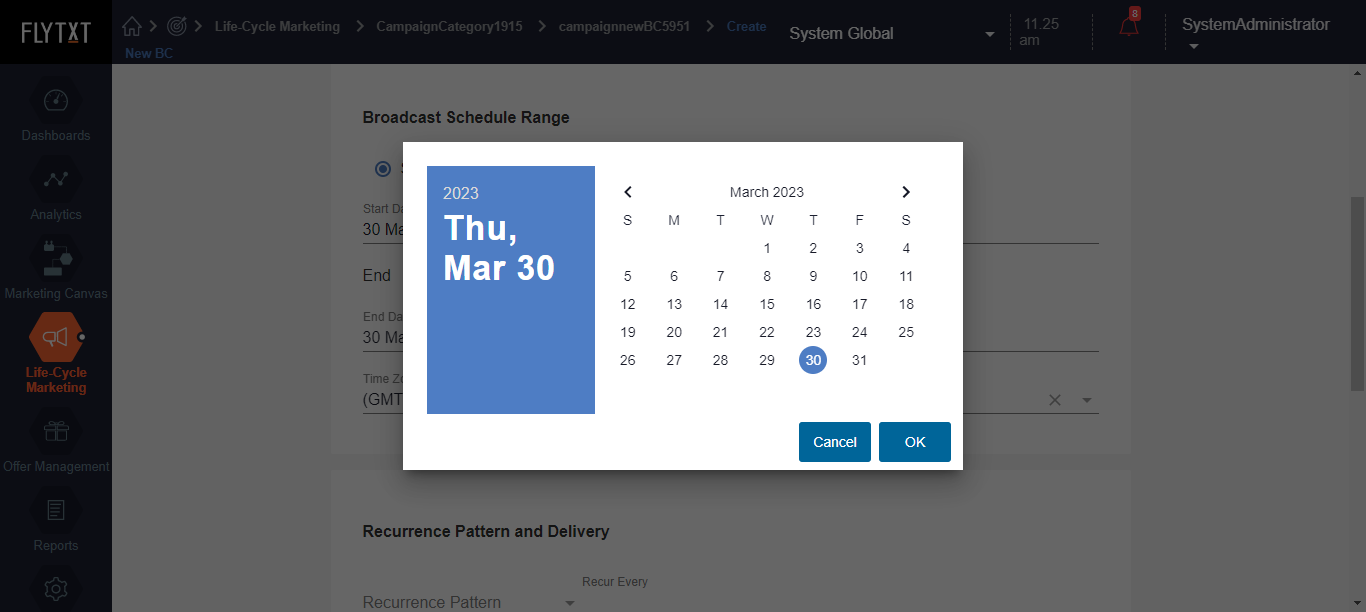 FLYTXT
Life-Cycle Marketing
CampaignCategory1915
campaignnewBC5951
Create
New BC
System Global
11.25
am
8
SystemAdministrator
Dashboards
Analytics
Marketing Canvas
Life-Cycle
Marketing
Offer Management
Reports
Broadcast Schedule Range
Start Da
30 Ma
End
End Da
30 Ma
Time Zo
(GMT
2023
Thu,
Mar 30
March 2023
S M T W T F S
1 2 3 4
5 6 7 8 9 10 11
12 13 14 15 16 17 18
19 20 21 22 23 24 25
26 27 28 29 30 31
Cancel
OK
Recurrence Pattern and Delivery
Recur Every
Recurrence Pattern